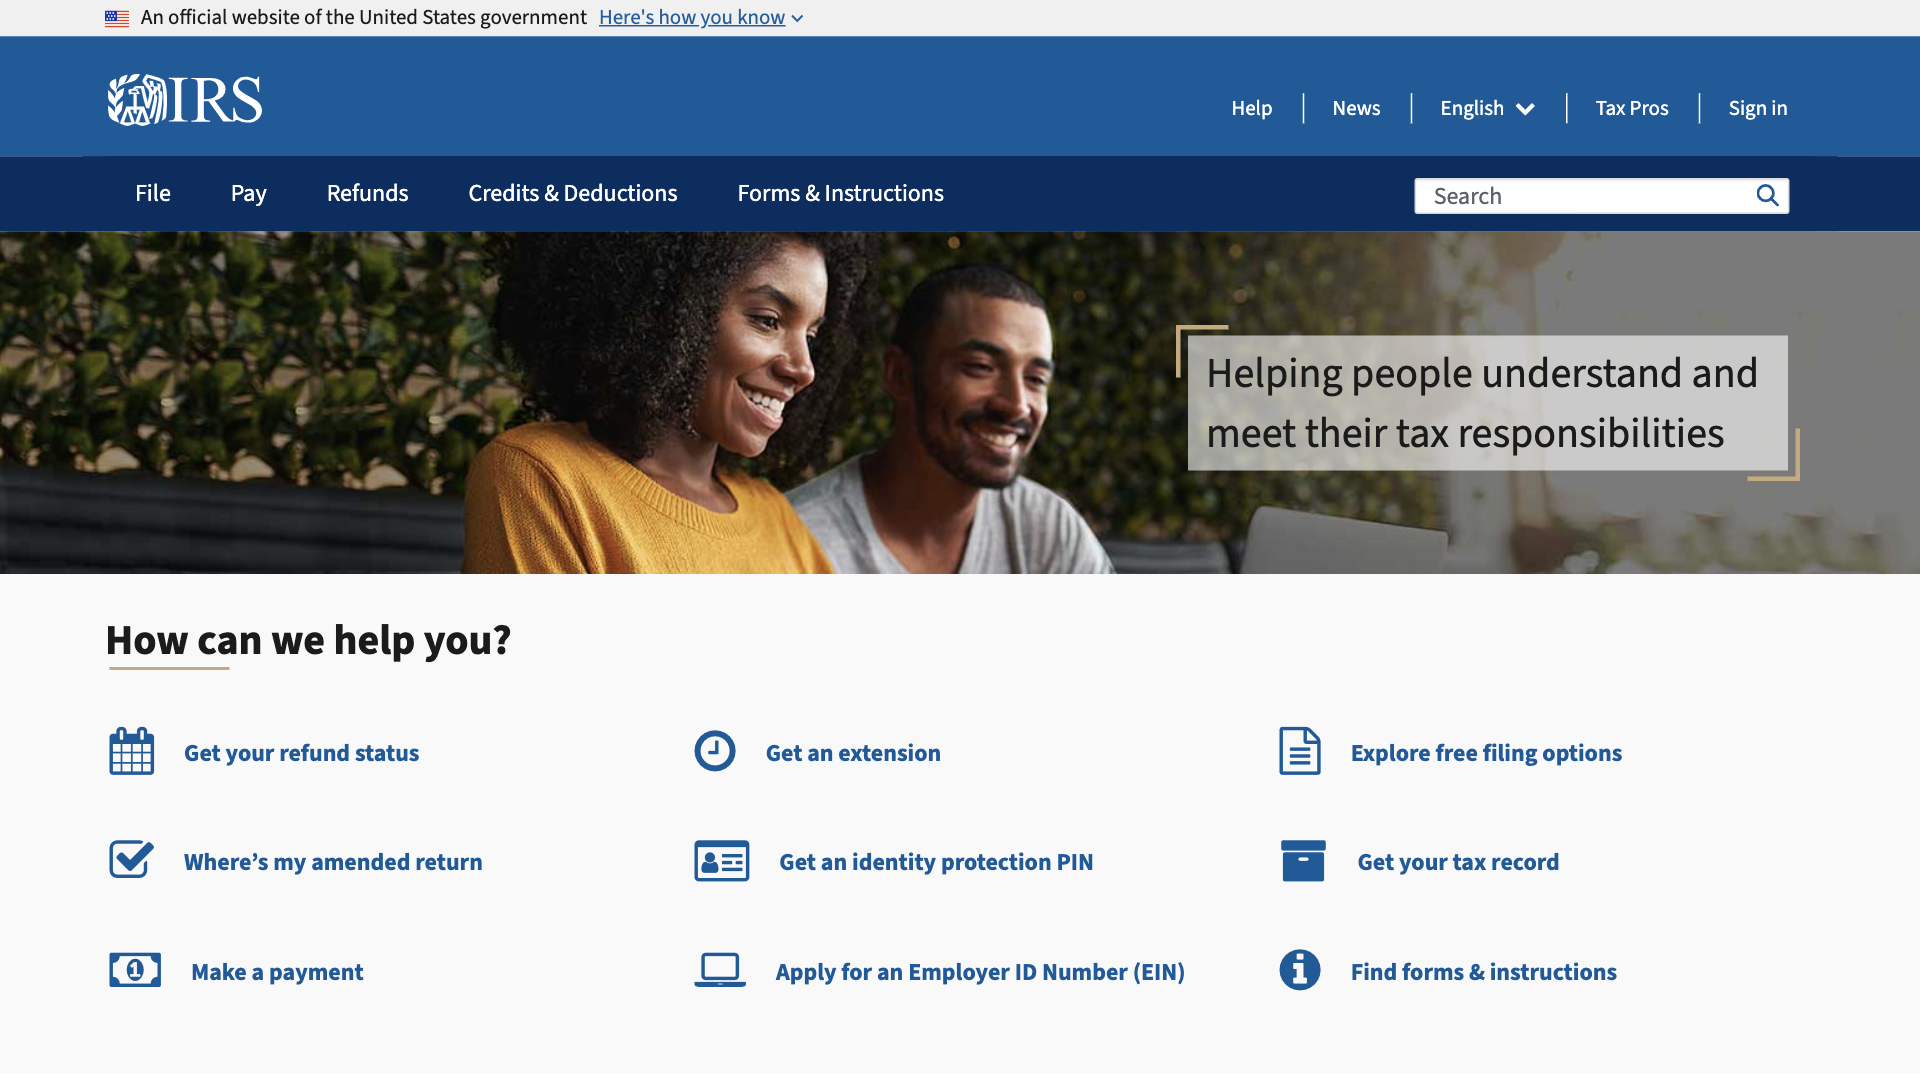 An official website of the United States government Here's how you know
IRS
Help News English Tax Pros Sign in
File Pay Refunds Credits & Deductions Forms & Instructions Search
Helping people understand and
meet their tax responsibilities
How can we help you?
Get your refund status Get an extension Explore free filing options
Where’s my amended return Get an identity protection PIN Get your tax record
1 Make a payment Apply for an Employer ID Number (EIN) Find forms & instructions